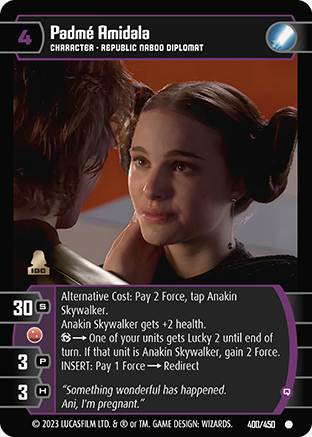 4
Padmé Amidala
CHARACTER - REPUBLIC NABOO DIPLOMAT
IDC
30 S
3 P
3 H
Alternative Cost: Pay 2 Force, tap Anakin
Skywalker.
Anakin Skywalker gets +2 health.
→ One of your units gets Lucky 2 until end of
turn. If that unit is Anakin Skywalker, gain 2 Force.
INSERT: Pay 1 Force → Redirect
“Something wonderful has happened.
Ani, I’m pregnant.”
© 2023 LUCASFILM LTD. & ® or TM. GAME DESIGN: WIZARDS.
400/450